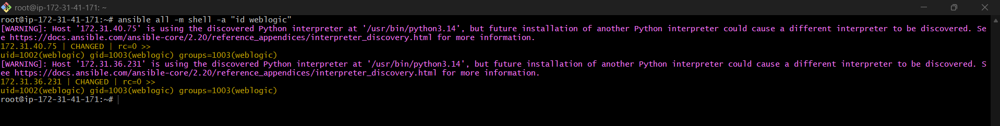 root@ip-172-31-41-171: ~
root@ip-172-31-41-171:~# ansible all -m shell -a "id weblogic"
[WARNING]: Host '172.31.40.75' is using the discovered Python interpreter at '/usr/bin/python3.14', but future installation of another Python interpreter could cause a different interpreter to be discovered. Se
e https://docs.ansible.com/ansible-core/2.20/reference_appendices/interpreter_discovery.html for more information.
172.31.40.75 | CHANGED | rc=0 >>
uid=1002(weblogic) gid=1003(weblogic) groups=1003(weblogic)
[WARNING]: Host '172.31.36.231' is using the discovered Python interpreter at '/usr/bin/python3.14', but future installation of another Python interpreter could cause a different interpreter to be discovered. S
ee https://docs.ansible.com/ansible-core/2.20/reference_appendices/interpreter_discovery.html for more information.
172.31.36.231 | CHANGED | rc=0 >>
uid=1002(weblogic) gid=1003(weblogic) groups=1003(weblogic)
root@ip-172-31-41-171:~#